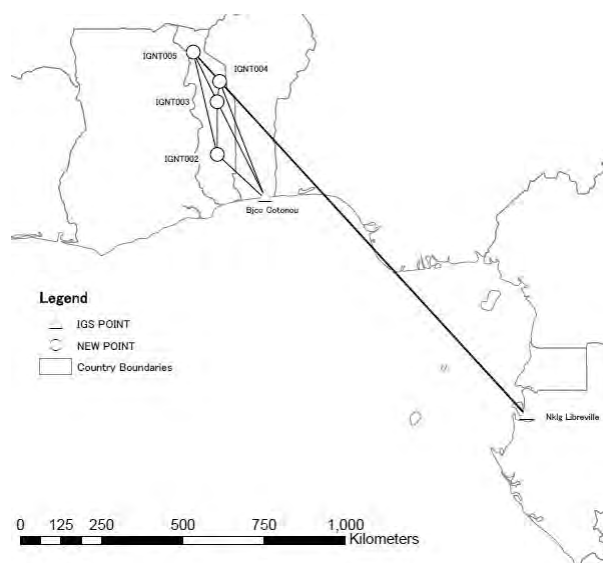 IGNT005
IGNT004
IGNT003
IGNT002
Bjco Cotonou
Legend
IGS POINT
NEW POINT
Country Boundaries
Nklg Libreville
0 125 250 500 750 1,000
Kilometers